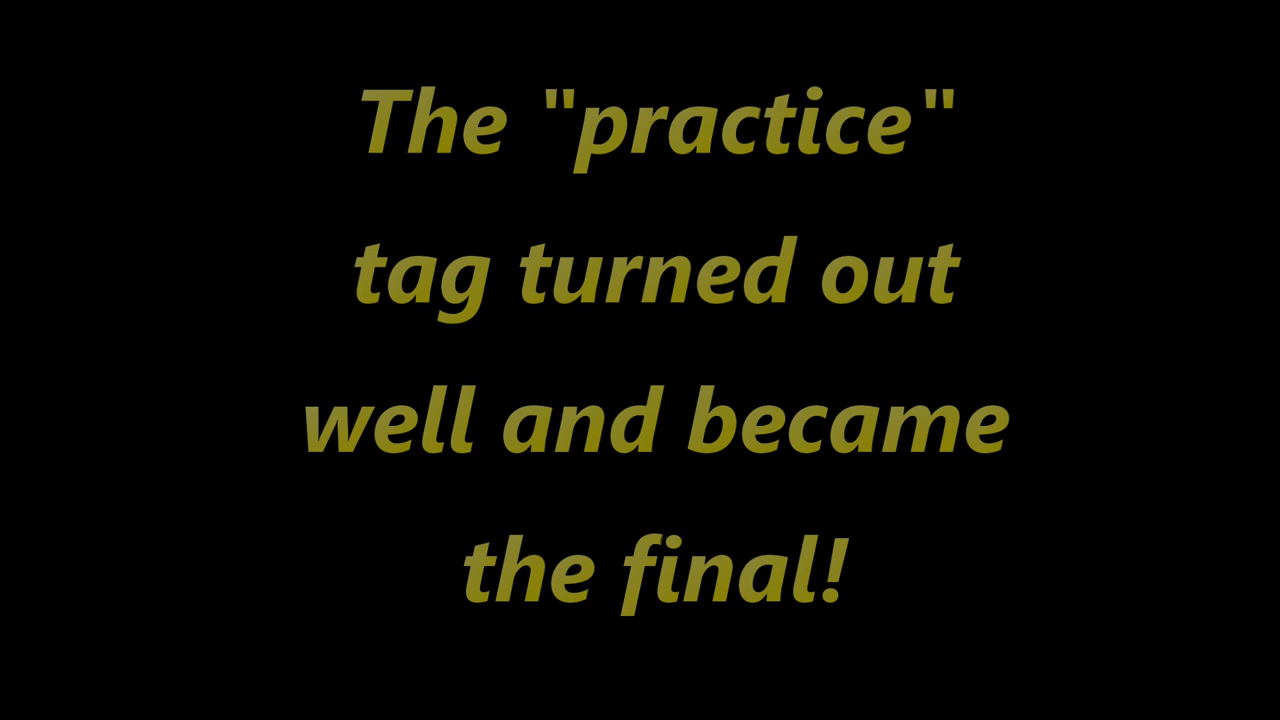 The "practice"
tag turned out
well and became
the final!